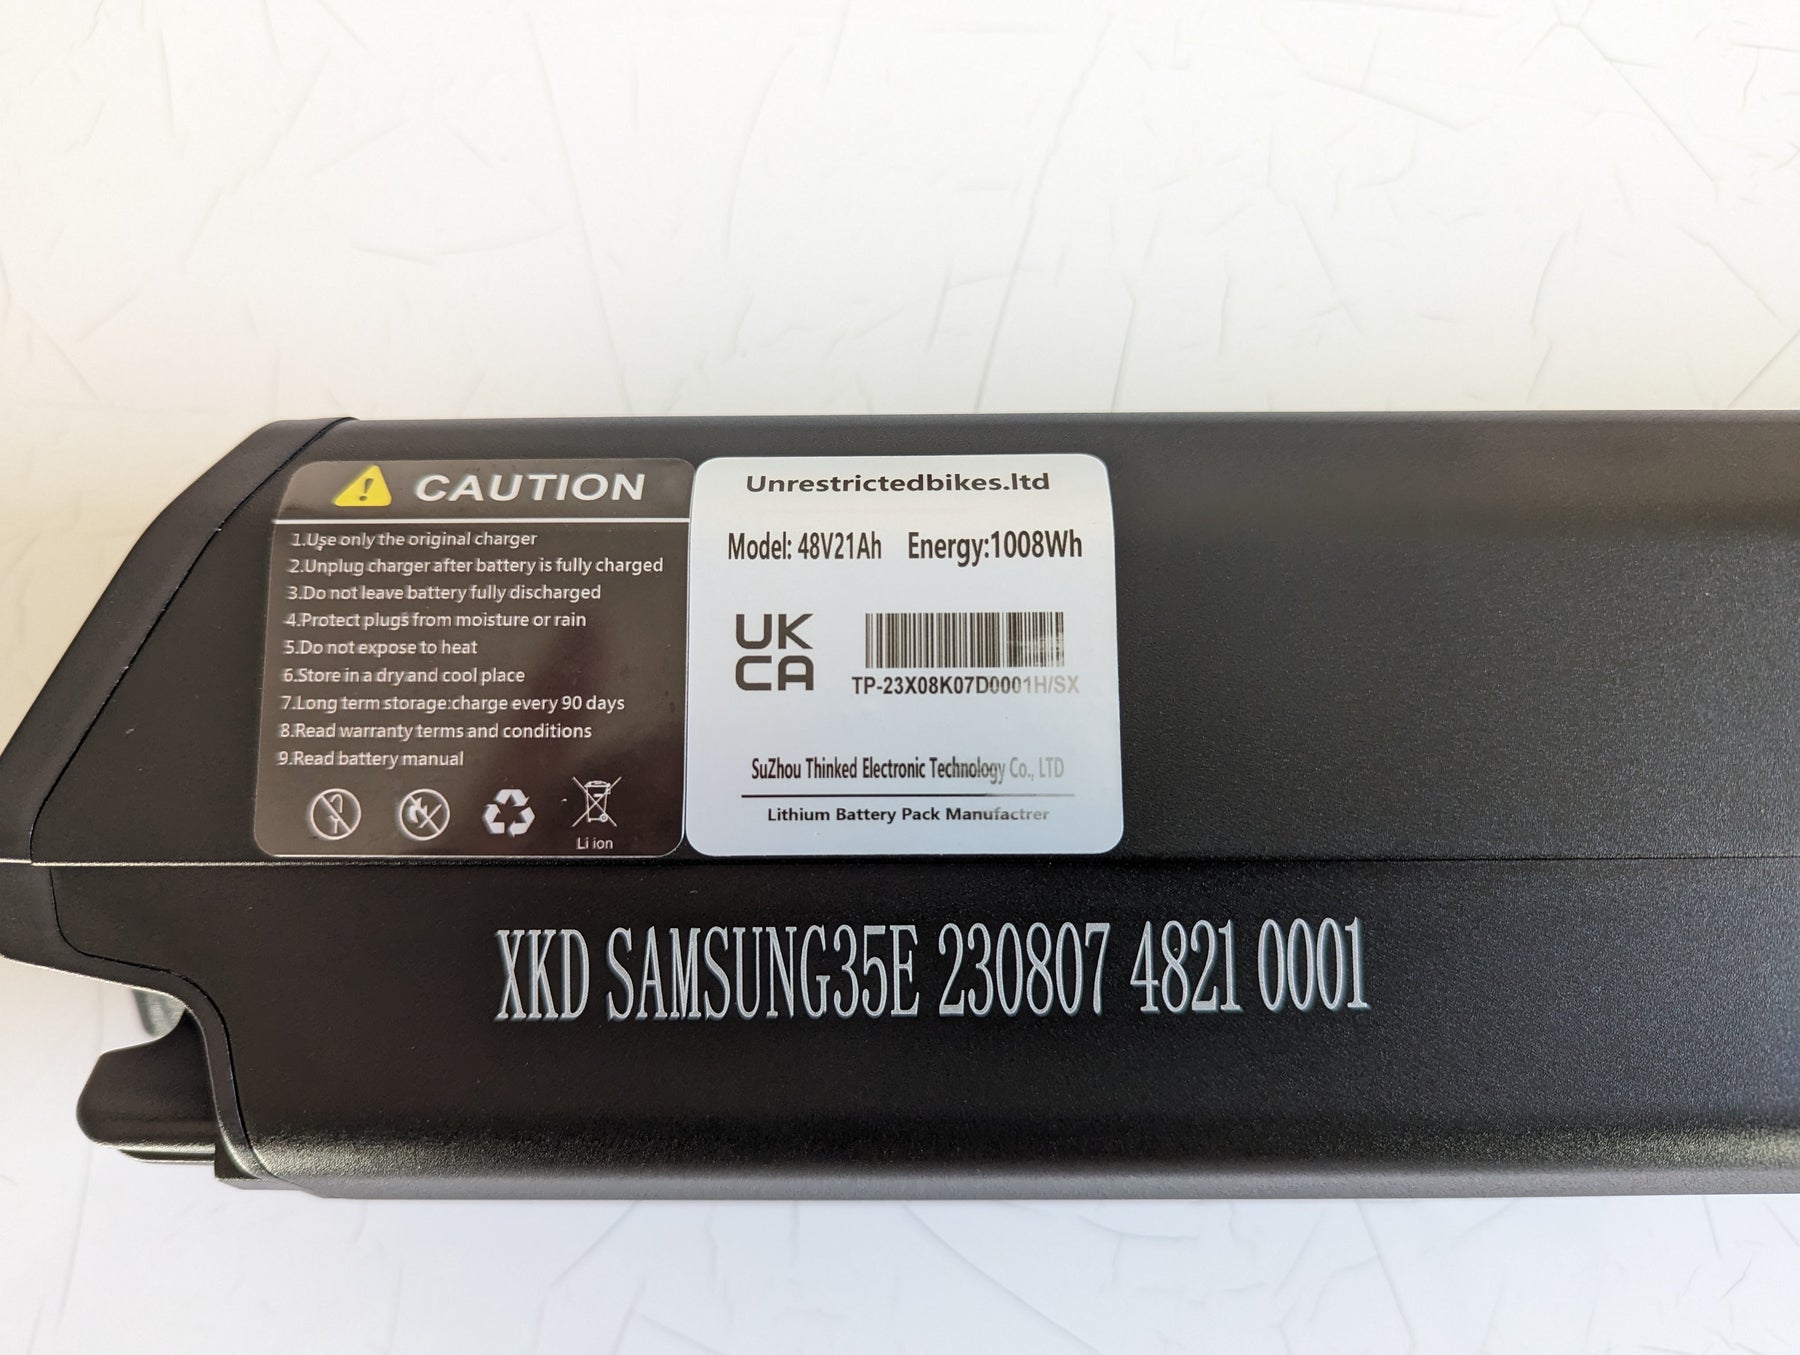 CAUTION
1.Use only the original charger
2.Unplug charger after battery is fully charged
3.Do not leave battery fully discharged
4.Protect plugs from moisture or rain
5.Do not expose to heat
6.Store in a dry and cool place
7.Long term storage:charge every 90 days
8.Read warranty terms and conditions
9.Read battery manual
Li ion
Unrestrictedbikes.ltd
Model: 48V21Ah Energy:1008Wh
UK
CA
TP-23X08K07D0001H/SX
SuZhou Thinked Electronic Technology Co., LTD
Lithium Battery Pack Manufactrer
XKD SAMSUNG35E 230807 4821 0001